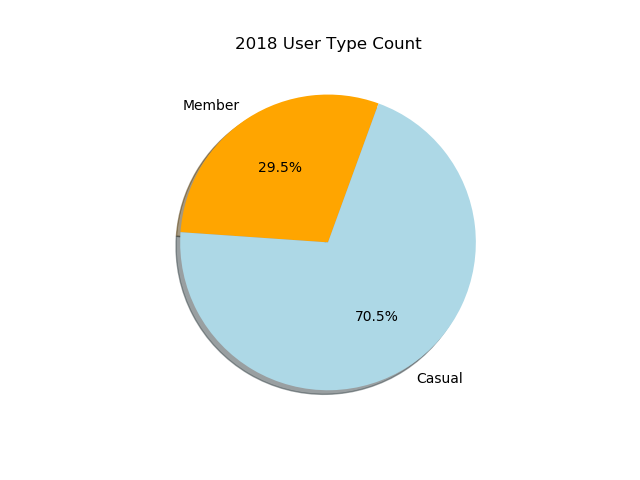 2018 User Type Count
Member
29.5%
70.5%
Casual